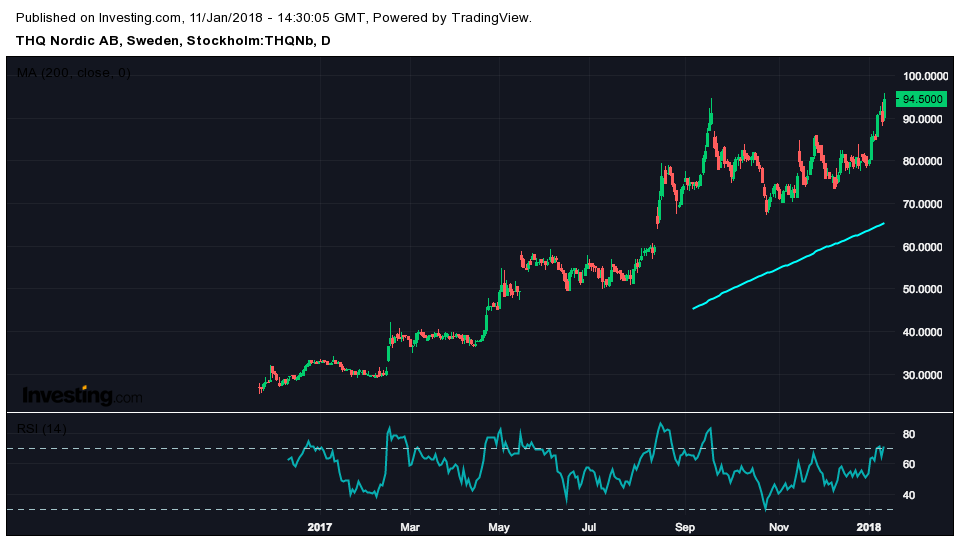 Published on Investing.com, 11/Jan/2018 - 14:30:05 GMT, Powered by TradingView.
THQ Nordic AB, Sweden, Stockholm:THQNb, D
MA (200, close, 0)
100.0000
94.5000
90.0000
80.0000
70.0000
60.0000
50.0000
40.0000
30.0000
Investing.com
RSI (14)
80
60
40
2017 Mar May Jul Sep Nov 2018